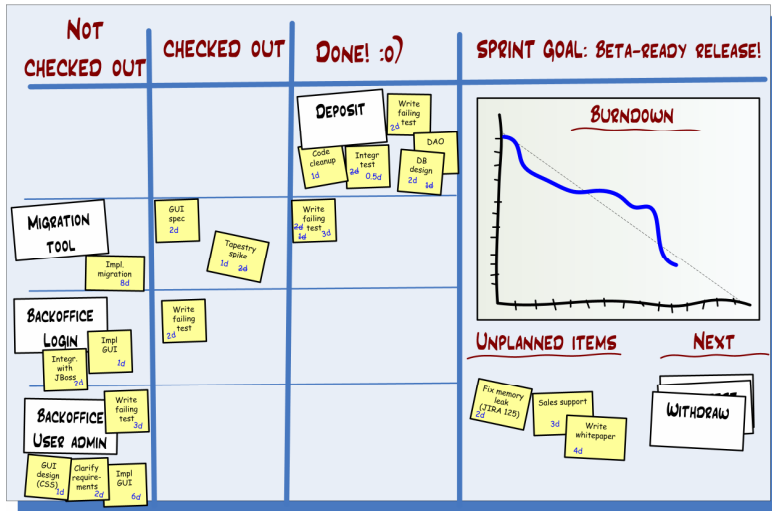 NOT
CHECKED OUT
CHECKED OUT
DONE! :o)
SPRINT GOAL: BETA-READY RELEASE!
DEPOSIT
Write
failing
test
2d
DAO
Code
cleanup
1d
Integr
test
2d 0.5d
DB
design
2d 1d
MIGRATION
TOOL
Impl.
migration
8d
GUI
spec
2d
Tapestry
spike
1d 2d
Write
failing
test
2d
1d 3d
BACKOFFICE
LOGIN
Impl
GUI
1d
Integr.
with
JBoss
2d
Write
failing
test
2d
BACKOFFICE
USER ADMIN
Write
failing
test
3d
GUI
design
(CSS)
1d
Clarify
require-
ments
2d
Impl
GUI
6d
BURNDOWN
UNPLANNED ITEMS
Fix memory
leak
(JIRA 125)
2d
Sales support
3d
Write
whitepaper
4d
NEXT
WITHDRAW